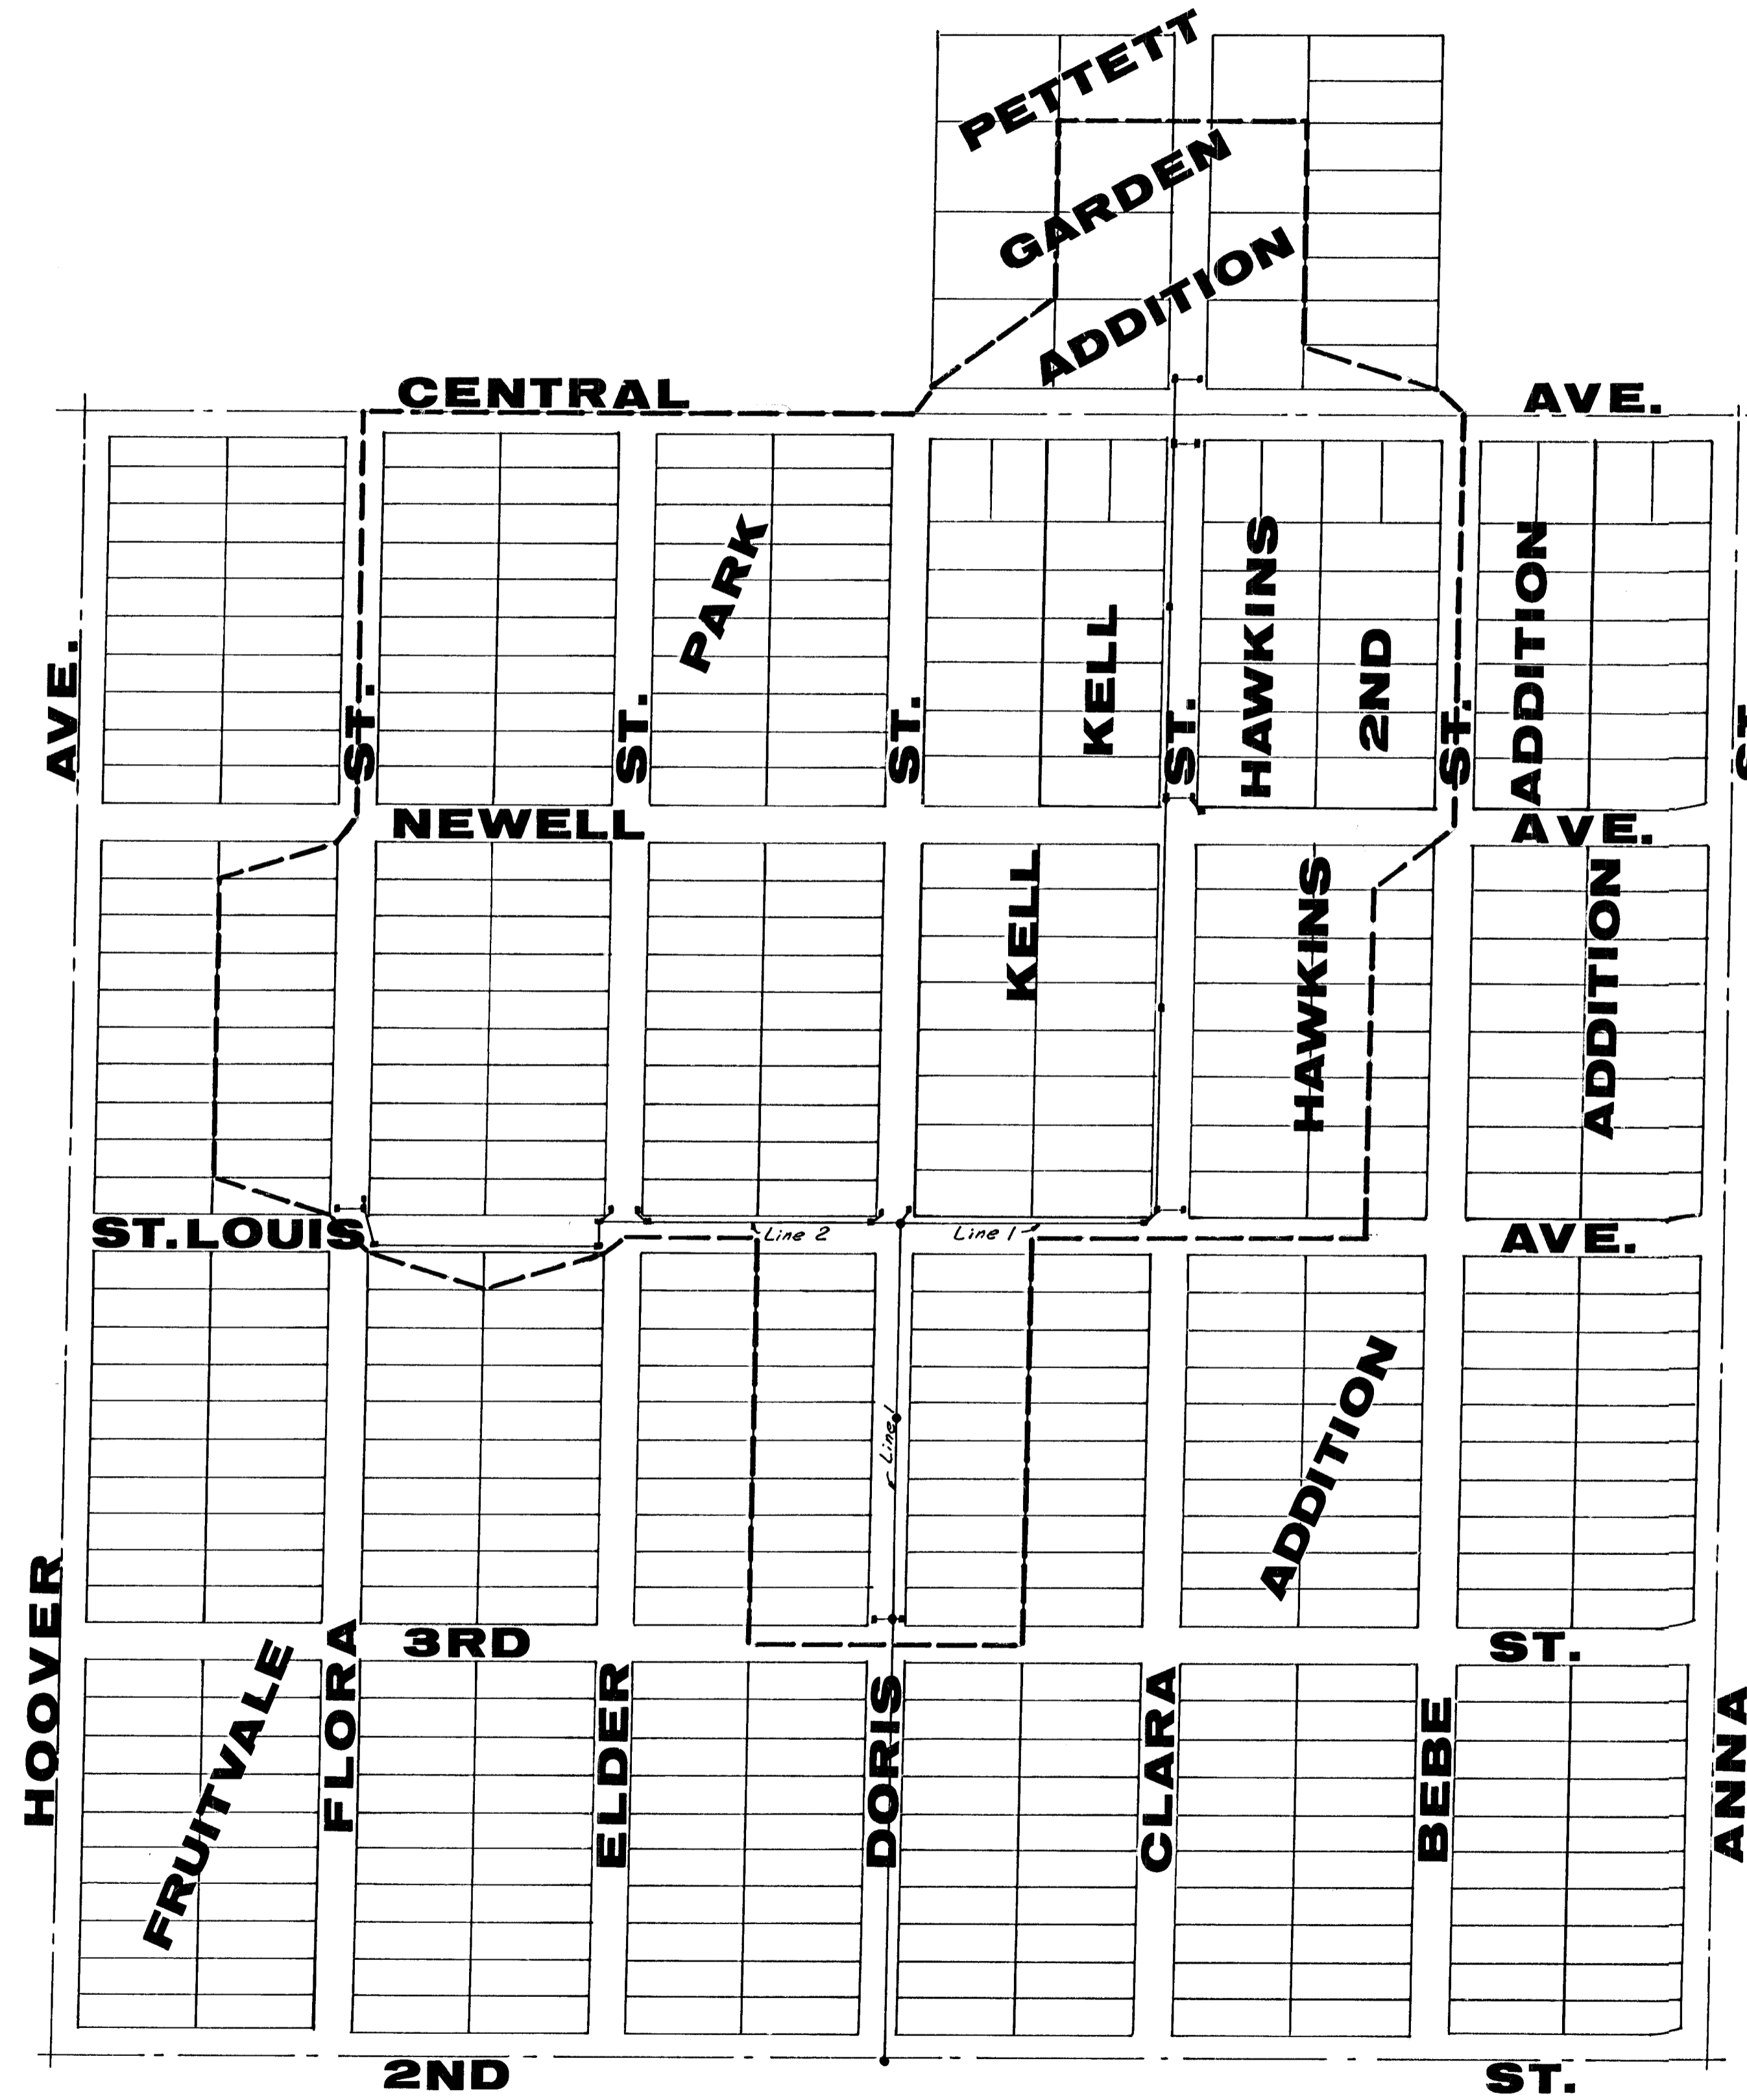 PETTETT
GARDEN
ADDITION
CENTRAL AVE.
PARK
KELL HAWKINS 2ND ADDITION
AVE. ST. ST. ST. ST. ST.
NEWELL AVE.
KELL HAWKINS ADDITION
ST. LOUIS AVE.
Line 2 Line 1
Line 1
ADDITION
3RD ST.
HOOVER FLORA ELDER DORIS CLARA BEBE ANNA
FRUITVALE
2ND ST.